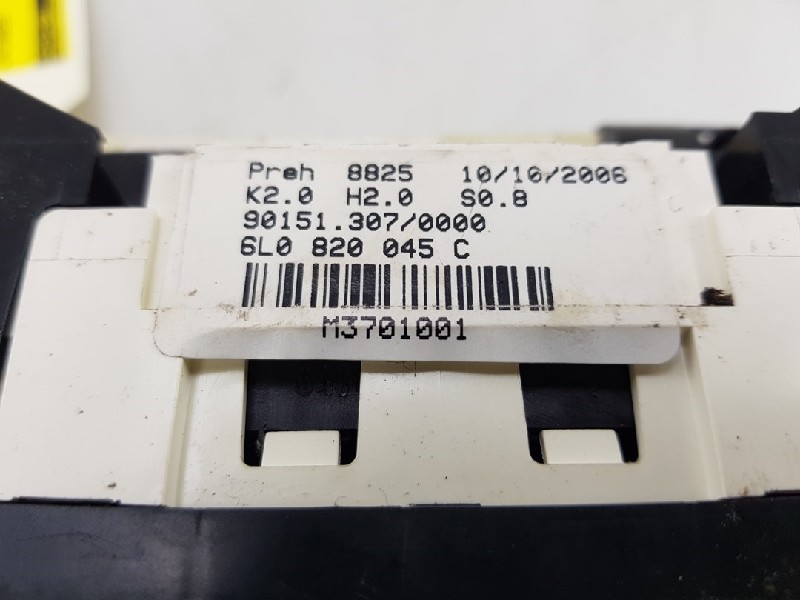 Preh 8825 10/10/2006
K2.0 H2.0 S0.8
90151.307/0000
6L0 820 045 C
M3701001